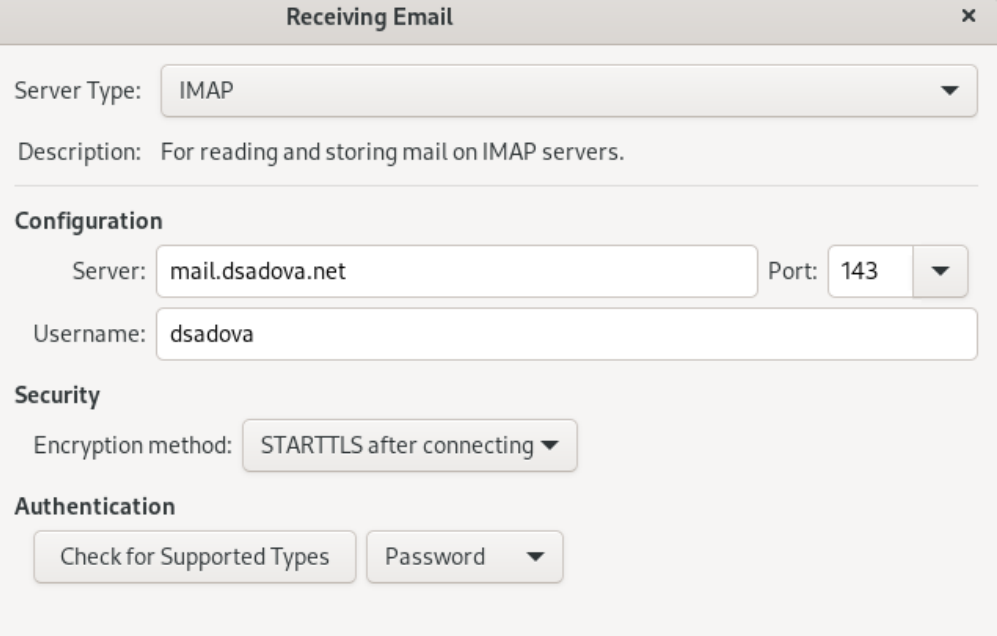 Receiving Email ×
Server Type: IMAP
Description: For reading and storing mail on IMAP servers.
Configuration
Server: mail.dsadova.net Port: 143
Username: dsadova
Security
Encryption method: STARTTLS after connecting
Authentication
Check for Supported Types Password